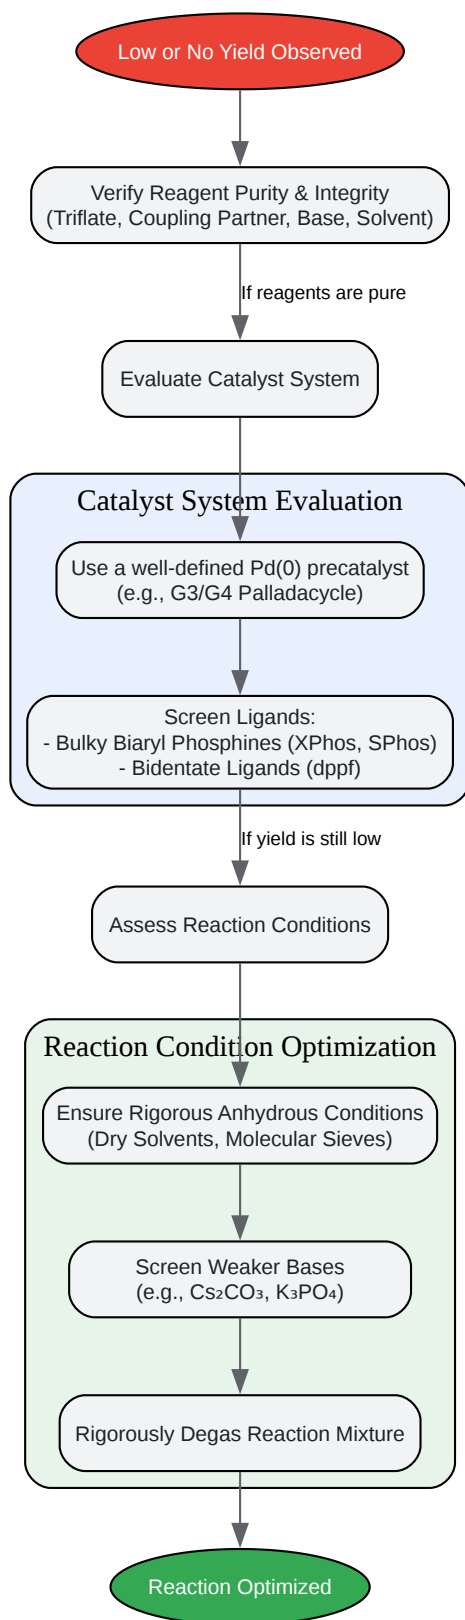 Low or No Yield Observed
Verify Reagent Purity & Integrity
(Triflate, Coupling Partner, Base, Solvent)
If reagents are pure
Evaluate Catalyst System
Catalyst System Evaluation
Use a well-defined Pd(0) precatalyst
(e.g., G3/G4 Palladacycle)
Screen Ligands:
- Bulky Biaryl Phosphines (XPhos, SPhos)
- Bidentate Ligands (dppf)
If yield is still low
Assess Reaction Conditions
Reaction Condition Optimization
Ensure Rigorous Anhydrous Conditions
(Dry Solvents, Molecular Sieves)
Screen Weaker Bases
(e.g., Cs₂CO₃, K₃PO₄)
Rigorously Degas Reaction Mixture
Reaction Optimized